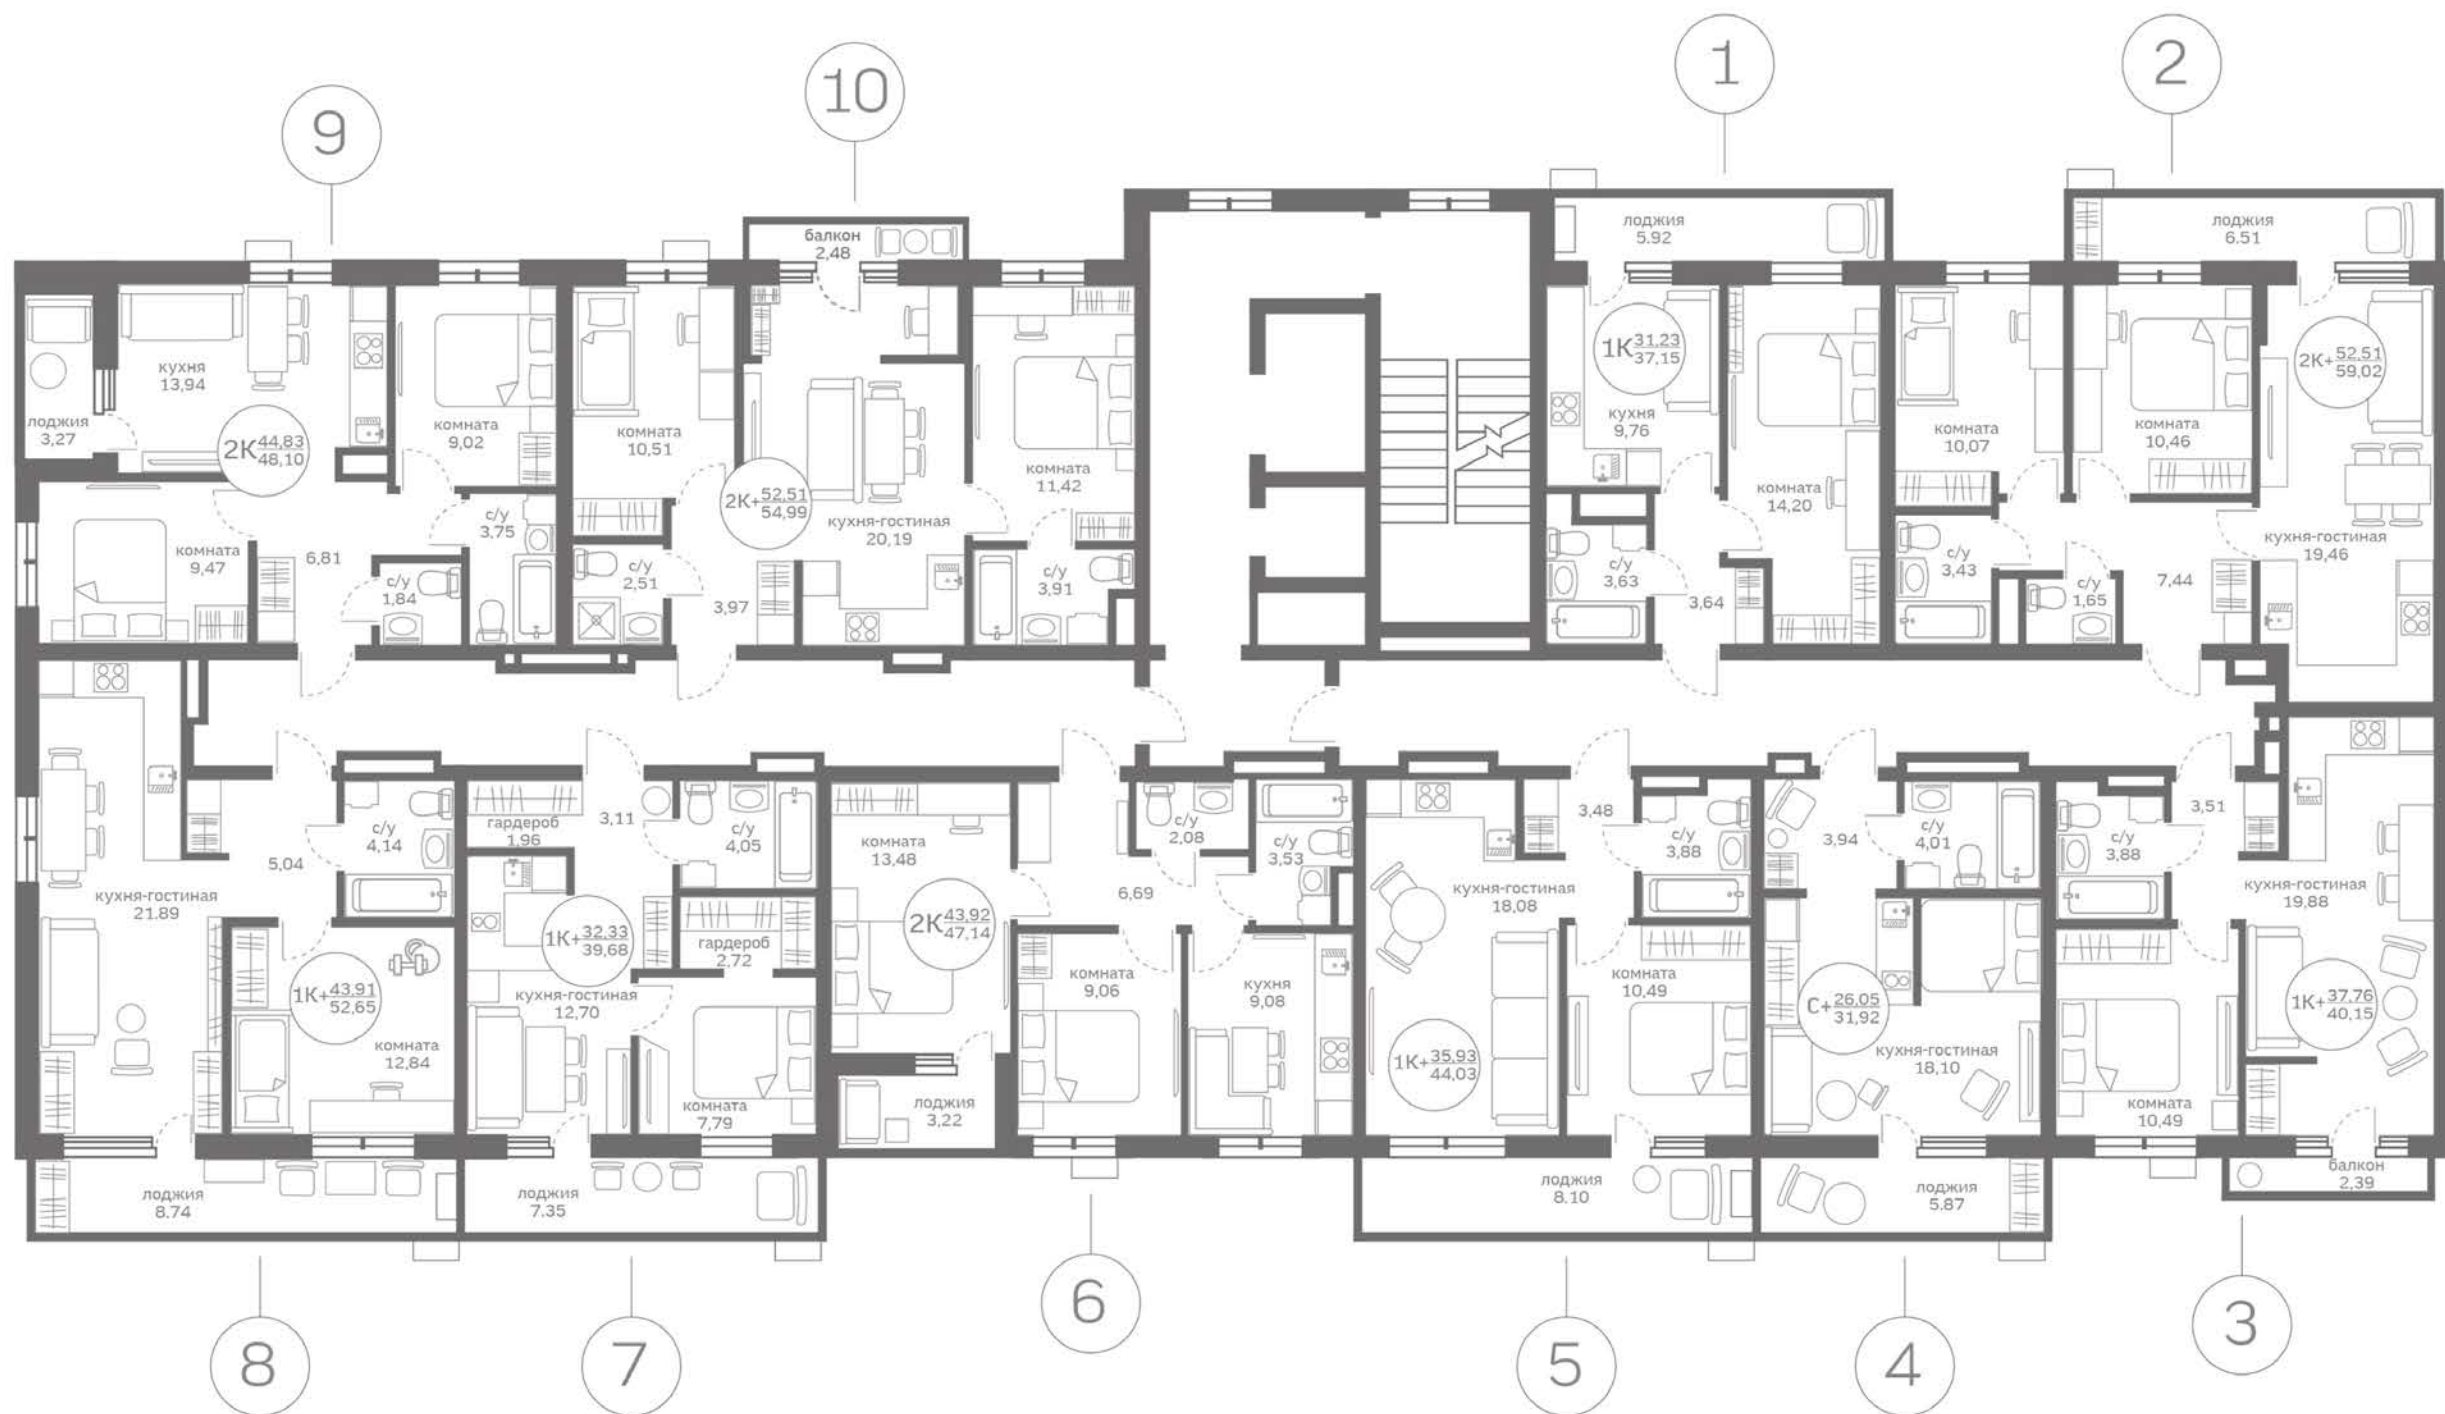 1
2
10
9
лоджия
5.92
лоджия
6.51
балкон
2,48
кухня
13,94
лоджия
3,27
2К 44,83
48,10
комната
9,02
комната
10,51
2К+ 52,51
54,99
кухня-гостиная
20,19
комната
11,42
1К 31,23
37,15
кухня
9,76
комната
14,20
комната
10,07
комната
10,46
2К+ 52,51
59,02
кухня-гостиная
19,46
комната
9,47
6,81
с/у
3,75
с/у
1,84
с/у
2,51
3,97
с/у
3,91
с/у
3,63
3,64
с/у
3,43
с/у
1,65
7,44
кухня-гостиная
21.89
5,04
с/у
4,14
1К+ 43,91
52,65
комната
12,84
лоджия
8.74
гардероб
1,96
3,11
с/у
4,05
1К+ 32.33
39,68
гардероб
2,72
кухня-гостиная
12,70
комната
7,79
лоджия
7.35
комната
13,48
2К 43,92
47,14
лоджия
3,22
с/у
2,08
с/у
3,53
6,69
комната
9,06
кухня
9,08
кухня-гостиная
18,08
3,48
с/у
3,88
комната
10,49
1К+ 35,93
44,03
лоджия
8.10
3,94
с/у
4,01
С+ 26,05
31,92
кухня-гостиная
18,10
лоджия
5.87
3,51
с/у
3,88
кухня-гостиная
19,88
1К+ 37,76
40,15
комната
10,49
балкон
2,39
8
7
6
5
4
3